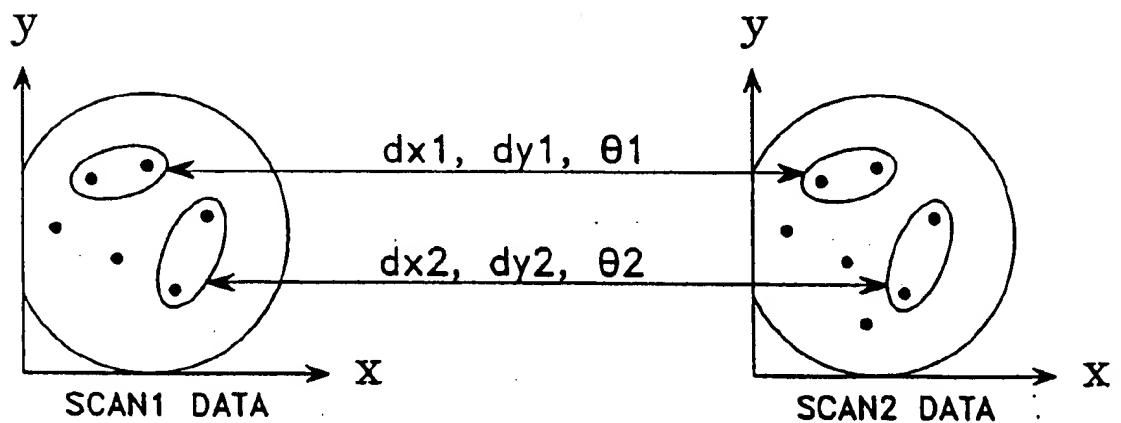 y
y
dx1, dy1, θ1
dx2, dy2, θ2
x
x
SCAN1 DATA
SCAN2 DATA